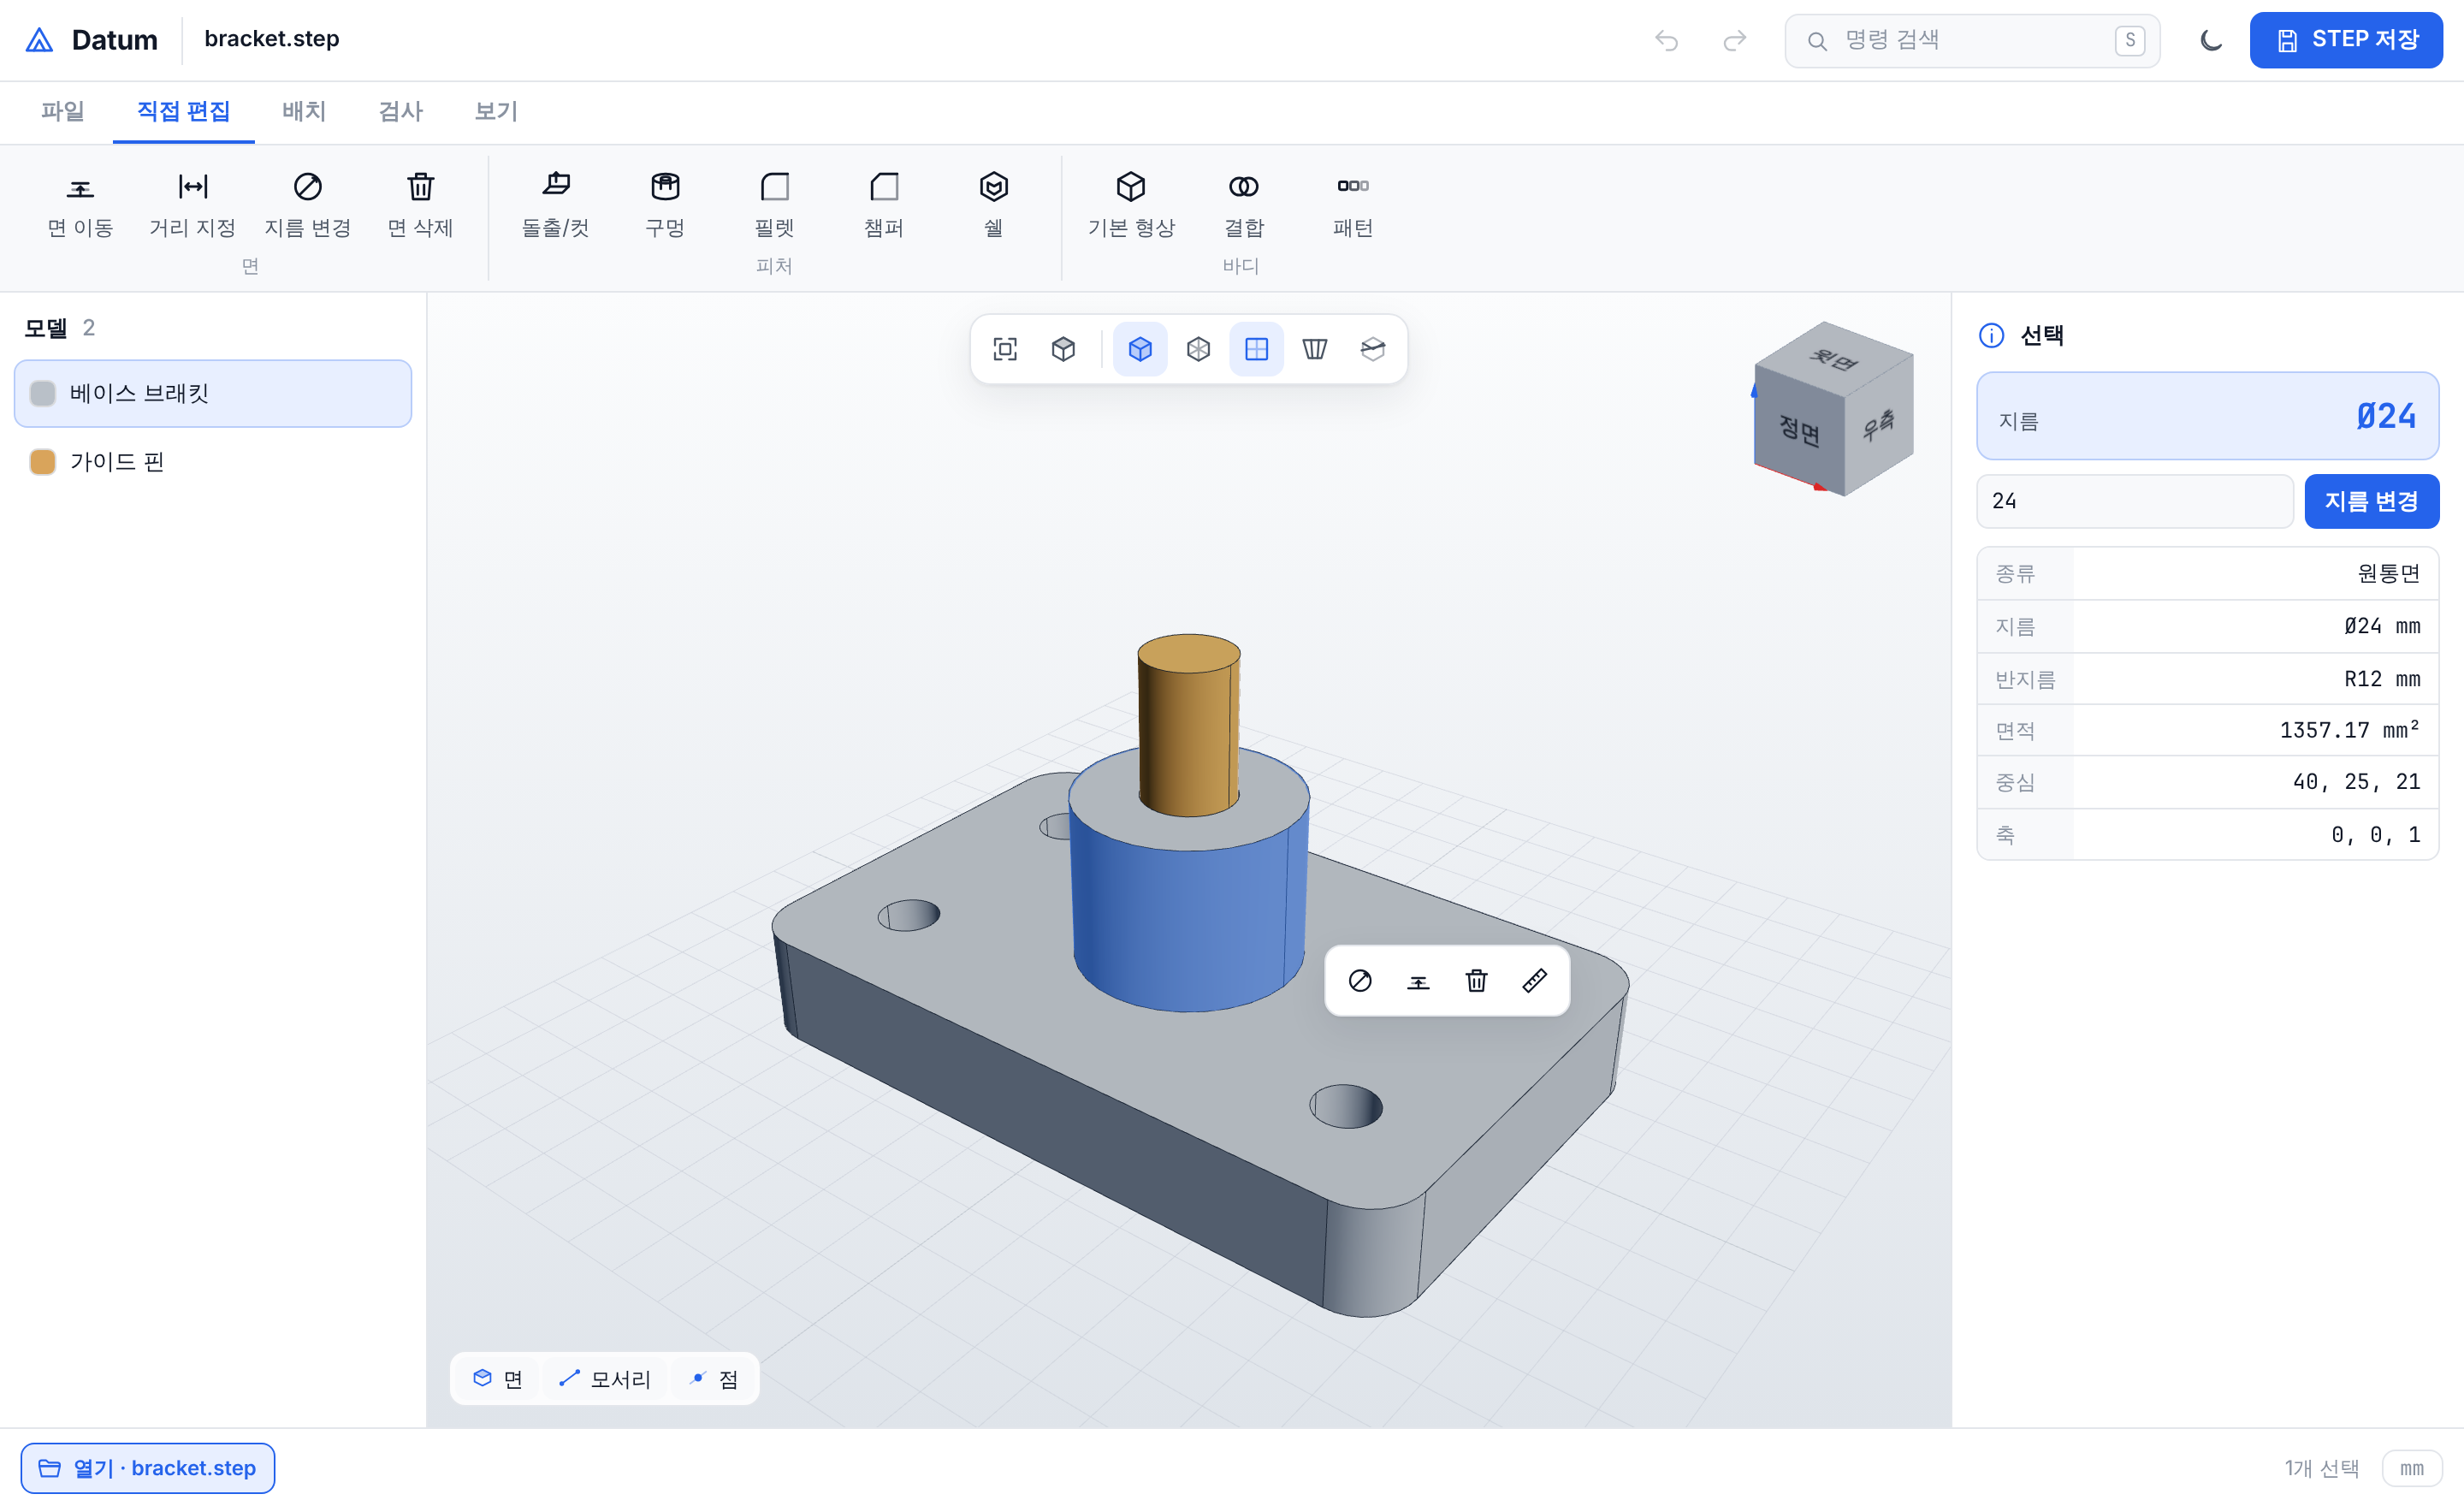 Datum
bracket.step
명령 검색
S
STEP 저장
파일
직접 편집
배치
검사
보기
면 이동
거리 지정
지름 변경
면 삭제
면
돌출/컷
구멍
필렛
챔퍼
쉘
피처
기본 형상
결합
패턴
바디
모델 2
베이스 브래킷
가이드 핀
윗면
정면
우측
선택
지름
Ø24
24
지름 변경
종류 원통면
지름 Ø24 mm
반지름 R12 mm
면적 1357.17 mm²
중심 40, 25, 21
축 0, 0, 1
면
모서리
점
열기 · bracket.step
1개 선택
mm